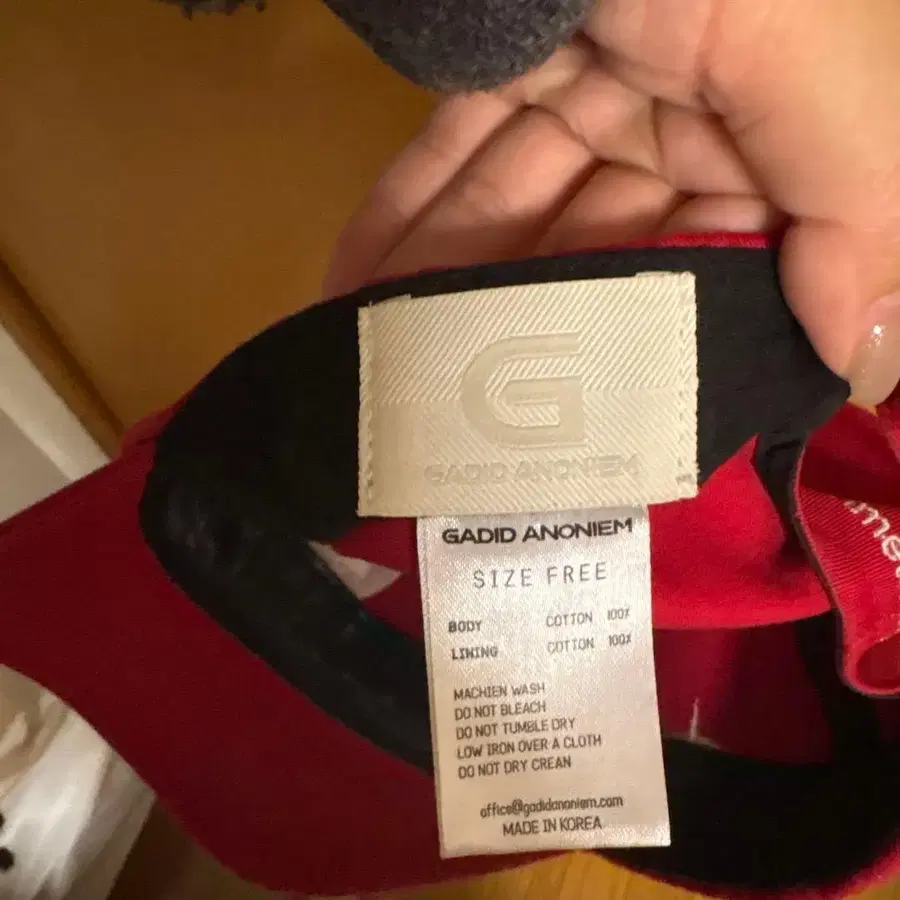 G
GADID ANONIEM
GADID ANONIEM
SIZE FREE
BODY COTTON 100%
LINING COTTON 100%
MACHIEN WASH
DO NOT BLEACH
DO NOT TUMBLE DRY
LOW IRON OVER A CLOTH
DO NOT DRY CREAN
office@gadidanoniem.com
MADE IN KOREA